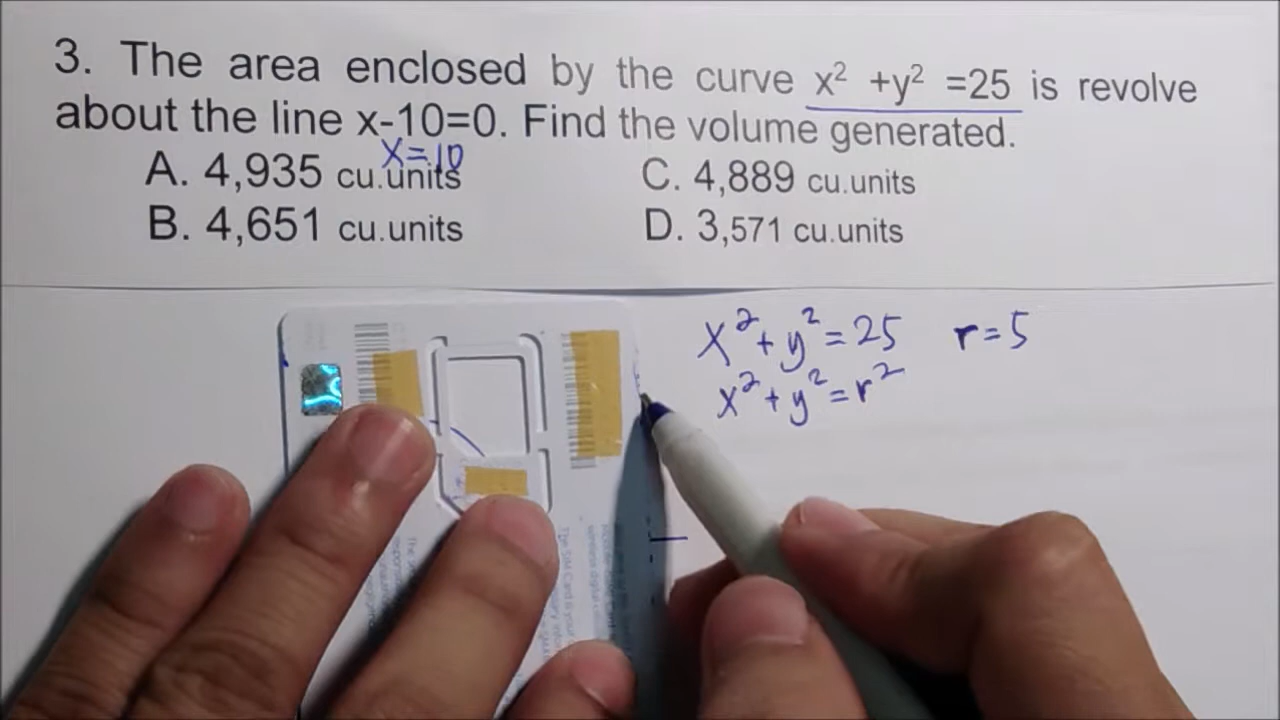 3. The area enclosed by the curve x² +y² =25 is revolve
about the line x-10=0. Find the volume generated.
x=10
A. 4,935 cu.units
C. 4,889 cu.units
B. 4,651 cu.units
D. 3,571 cu.units
x²+y²=25 r=5
x²+y²=r²